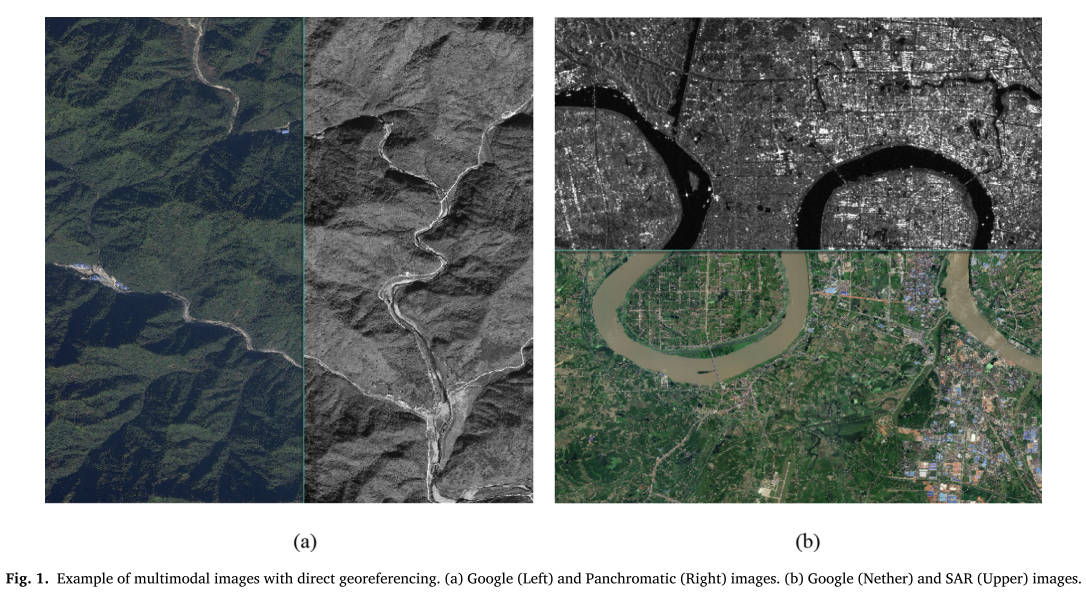 (a)
(b)
Fig. 1. Example of multimodal images with direct georeferencing. (a) Google (Left) and Panchromatic (Right) images. (b) Google (Nether) and SAR (Upper) images.